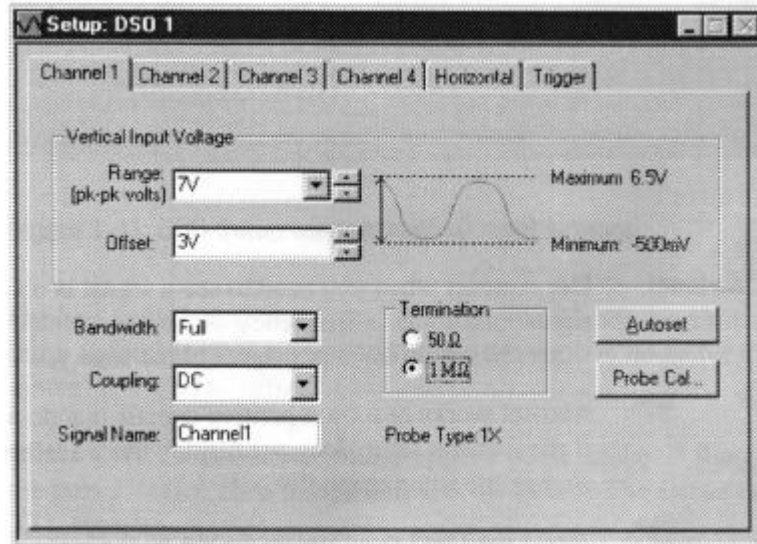 Setup: DSO 1
Channel 1 Channel 2 Channel 3 Channel 4 Horizontal Trigger
Vertical Input Voltage
Range: (pk-pk volts) 7V
Maximum 6.5V
Offset: 3V
Minimum: -500mV
Bandwidth: Full
Termination
50 Ω
1 MΩ
Autoset
Coupling: DC
Probe Cal...
Signal Name: Channel1
Probe Type: 1X